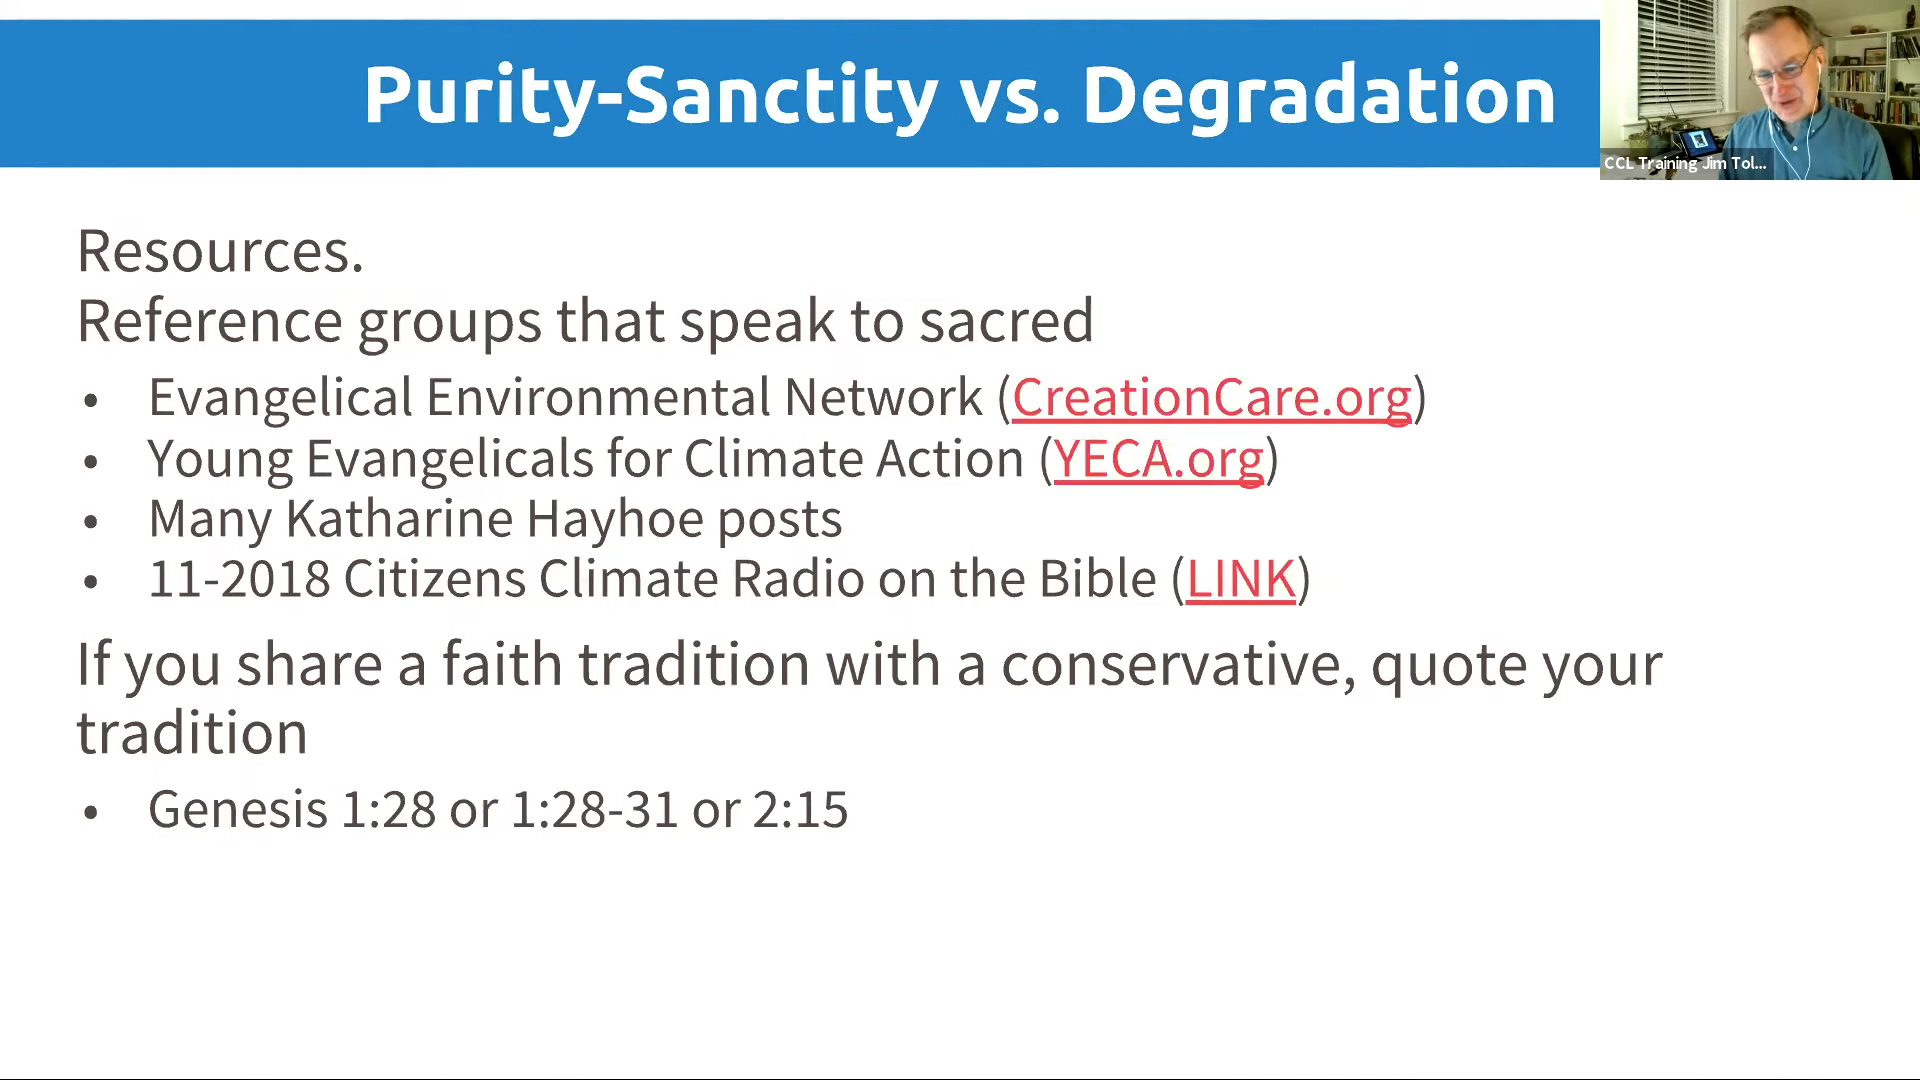 Purity-Sanctity vs. Degradation
CCL Training Jim Tol...
Resources.
Reference groups that speak to sacred
• Evangelical Environmental Network (CreationCare.org)
• Young Evangelicals for Climate Action (YECA.org)
• Many Katharine Hayhoe posts
• 11-2018 Citizens Climate Radio on the Bible (LINK)
If you share a faith tradition with a conservative, quote your
tradition
• Genesis 1:28 or 1:28-31 or 2:15